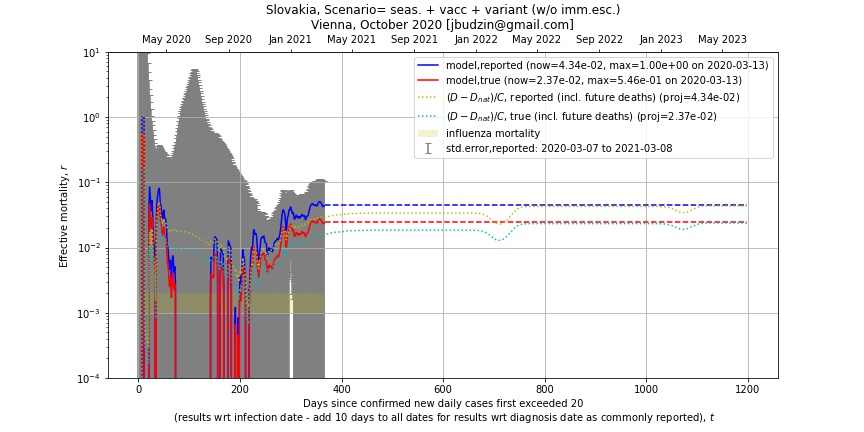 Slovakia, Scenario= seas. + vacc + variant (w/o imm.esc.)
Vienna, October 2020 [jbudzin@gmail.com]
May 2020 Sep 2020 Jan 2021 May 2021 Sep 2021 Jan 2022 May 2022 Sep 2022 Jan 2023 May 2023
10¹
10⁰
10⁻¹
10⁻²
10⁻³
10⁻⁴
Effective mortality, r
model,reported (now=4.34e-02, max=1.00e+00 on 2020-03-13)
model,true (now=2.37e-02, max=5.46e-01 on 2020-03-13)
(D − Dₙₐₜ)/C, reported (incl. future deaths) (proj=4.34e-02)
(D − Dₙₐₜ)/C, true (incl. future deaths) (proj=2.37e-02)
influenza mortality
std.error,reported: 2020-03-07 to 2021-03-08
0 200 400 600 800 1000 1200
Days since confirmed new daily cases first exceeded 20
(results wrt infection date - add 10 days to all dates for results wrt diagnosis date as commonly reported), t